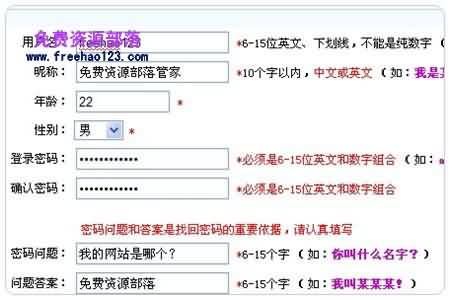 免费资源部落
www.freehao123.com
freehao123 *6-15位英文、下划线，不能是纯数字（
昵称： 免费资源部落管家 *10个字以内，中文或英文（如：我是某
年龄： 22 *
性别： 男 *
登录密码： •••••••••••• *必须是6-15位英文和数字组合（如：
确认密码： •••••••••••• *必须是6-15位英文和数字组合
密码问题和答案是找回密码的重要依据，请认真填写
密码问题： 我的网站是哪个？ *6-15个字（如：你叫什么名字？）
问题答案： 免费资源部落 *6-15个字（如：我叫某某某！）